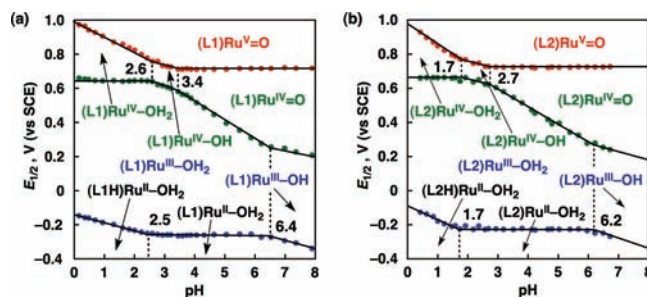 (a)
1.0
(L1)Ruⱽ=O
0.8
2.6
3.4
0.6
(L1)Ruᴵⱽ–OH₂
(L1)Ruᴵⱽ–OH
(L1)Ruᴵⱽ=O
0.4
0.2
(L1)Ruᴵᴵᴵ–OH₂
(L1)Ruᴵᴵᴵ–OH
0
(L1H)Ruᴵᴵ–OH₂
2.5
(L1)Ruᴵᴵ–OH₂
6.4
−0.2
−0.4
E₁/₂ , V (vs SCE)
0 1 2 3 4 5 6 7 8
pH
(b)
1.0
(L2)Ruⱽ=O
0.8
1.7
2.7
0.6
(L2)Ruᴵⱽ–OH₂
(L2)Ruᴵⱽ–OH
(L2)Ruᴵⱽ=O
0.4
0.2
(L2)Ruᴵᴵᴵ–OH₂
(L2)Ruᴵᴵᴵ–OH
0
(L2H)Ruᴵᴵ–OH₂
1.7
(L2)Ruᴵᴵ–OH₂
6.2
−0.2
−0.4
E₁/₂ , V (vs SCE)
0 1 2 3 4 5 6 7 8
pH